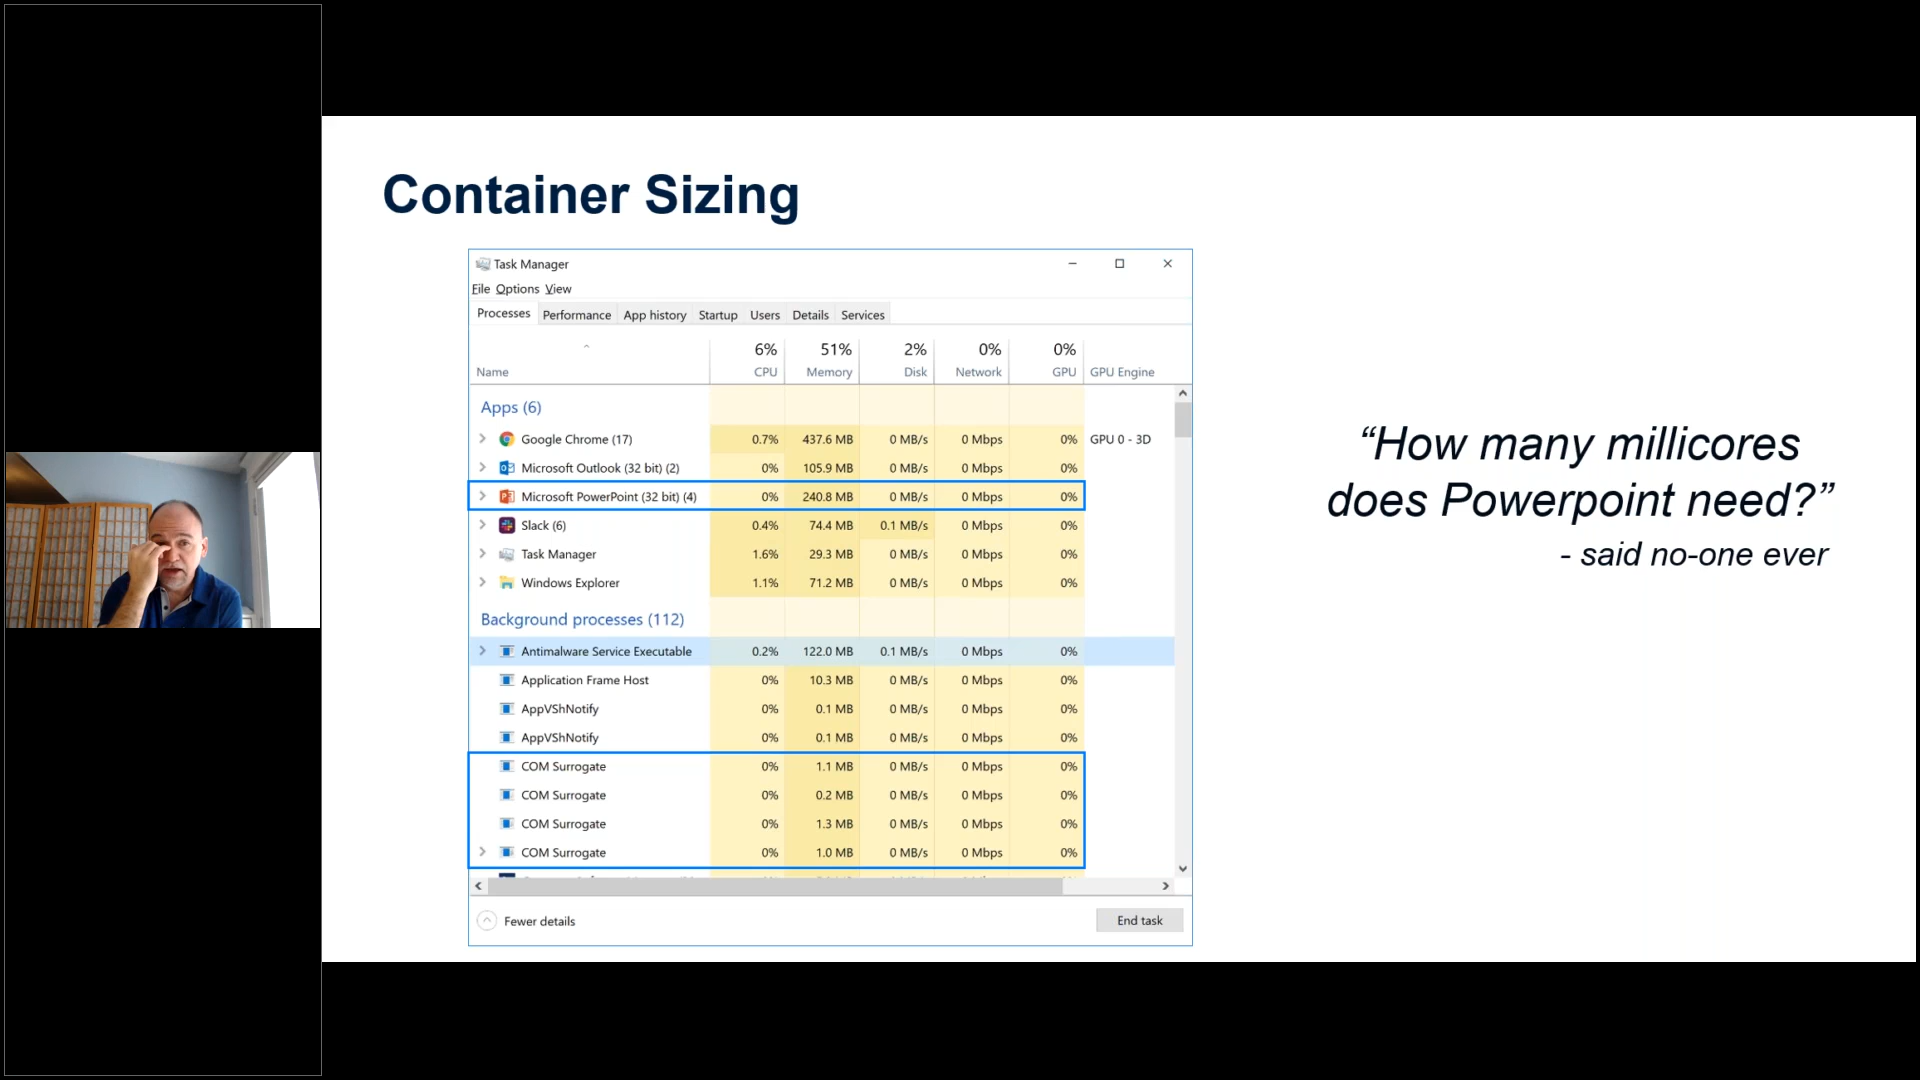 Container Sizing
Task Manager
File Options View
Processes Performance App history Startup Users Details Services
6% 51% 2% 0% 0%
Name CPU Memory Disk Network GPU GPU Engine
Apps (6)
Google Chrome (17) 0.7% 437.6 MB 0 MB/s 0 Mbps 0% GPU 0 - 3D
Microsoft Outlook (32 bit) (2) 0% 105.9 MB 0 MB/s 0 Mbps 0%
Microsoft PowerPoint (32 bit) (4) 0% 240.8 MB 0 MB/s 0 Mbps 0%
Slack (6) 0.4% 74.4 MB 0.1 MB/s 0 Mbps 0%
Task Manager 1.6% 29.3 MB 0 MB/s 0 Mbps 0%
Windows Explorer 1.1% 71.2 MB 0 MB/s 0 Mbps 0%
Background processes (112)
Antimalware Service Executable 0.2% 122.0 MB 0.1 MB/s 0 Mbps 0%
Application Frame Host 0% 10.3 MB 0 MB/s 0 Mbps 0%
AppVShNotify 0% 0.1 MB 0 MB/s 0 Mbps 0%
AppVShNotify 0% 0.1 MB 0 MB/s 0 Mbps 0%
COM Surrogate 0% 1.1 MB 0 MB/s 0 Mbps 0%
COM Surrogate 0% 0.2 MB 0 MB/s 0 Mbps 0%
COM Surrogate 0% 1.3 MB 0 MB/s 0 Mbps 0%
COM Surrogate 0% 1.0 MB 0 MB/s 0 Mbps 0%
Fewer details End task
“How many millicores
does Powerpoint need?”
- said no-one ever